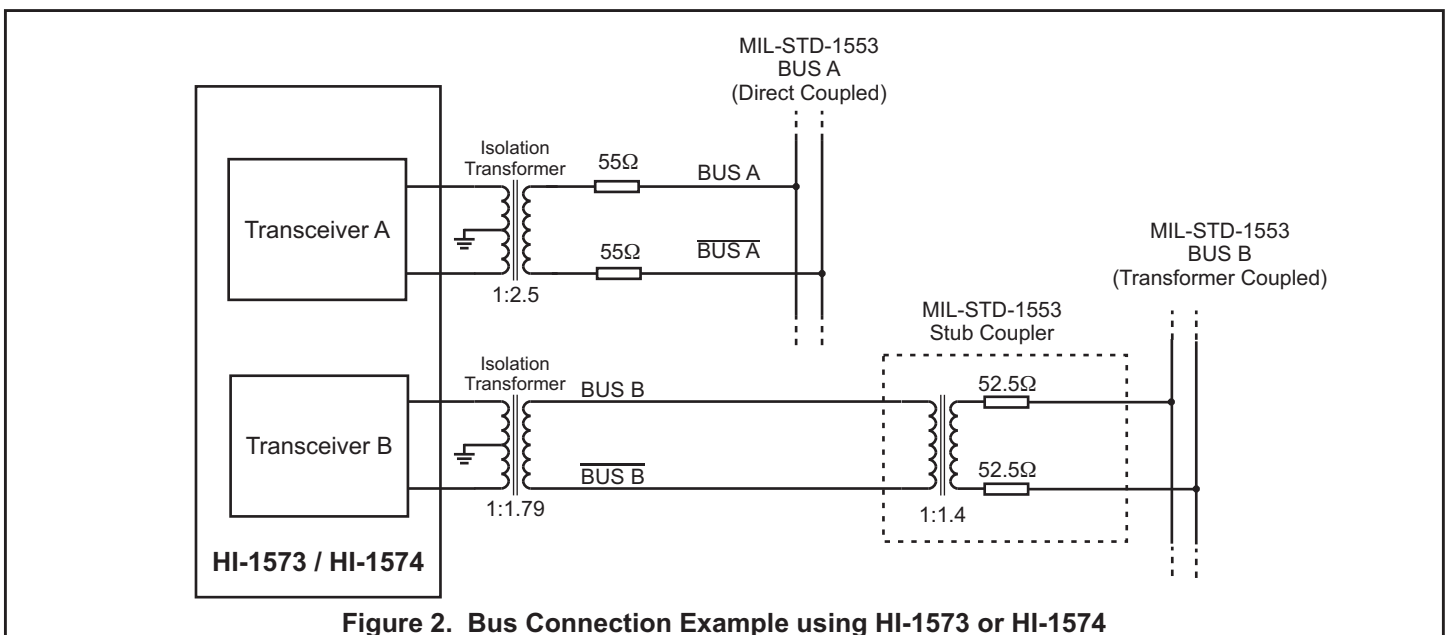 MIL-STD-1553
BUS A
(Direct Coupled)
Isolation
Transformer
55Ω
BUS A
Transceiver A
55Ω
B̅U̅S̅ ̅A̅
1:2.5
MIL-STD-1553
BUS B
(Transformer Coupled)
MIL-STD-1553
Stub Coupler
Isolation
Transformer
BUS B
52.5Ω
Transceiver B
52.5Ω
B̅U̅S̅ ̅B̅
1:1.79
1:1.4
HI-1573 / HI-1574
Figure 2. Bus Connection Example using HI-1573 or HI-1574